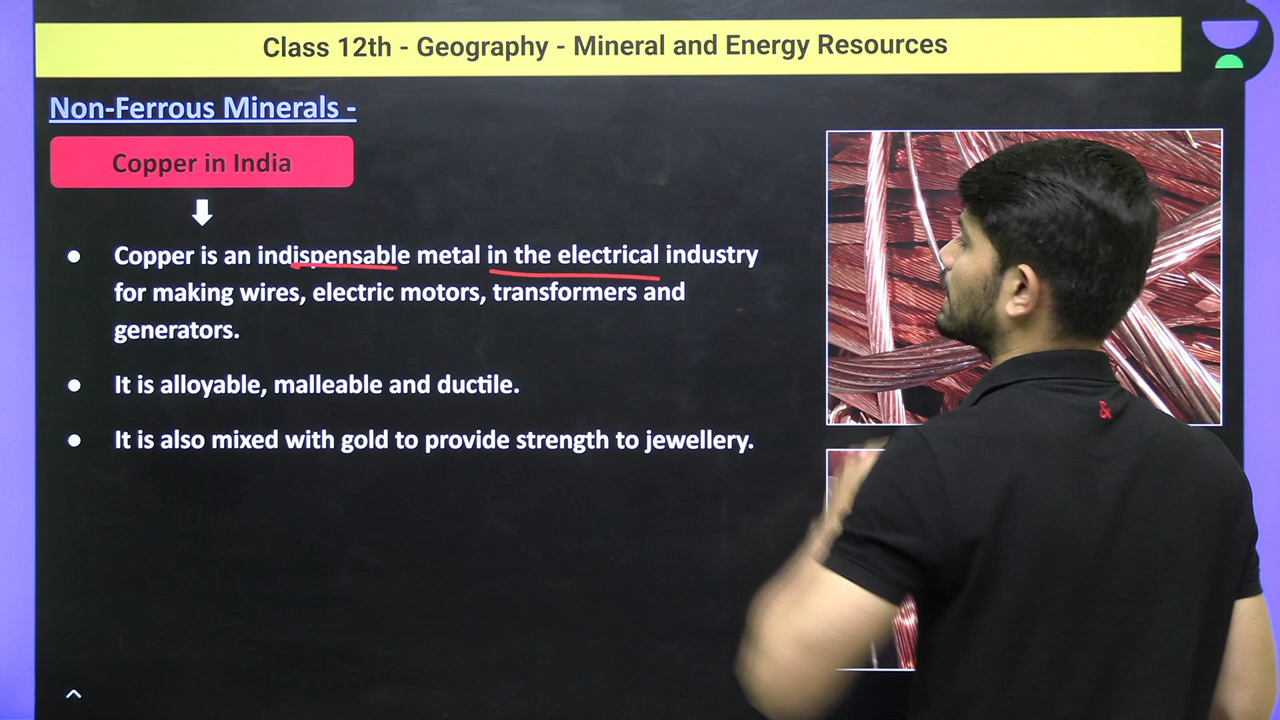 Class 12th - Geography - Mineral and Energy Resources
Non-Ferrous Minerals -
Copper in India
● Copper is an indispensable metal in the electrical industry
for making wires, electric motors, transformers and
generators.
● It is alloyable, malleable and ductile.
● It is also mixed with gold to provide strength to jewellery.